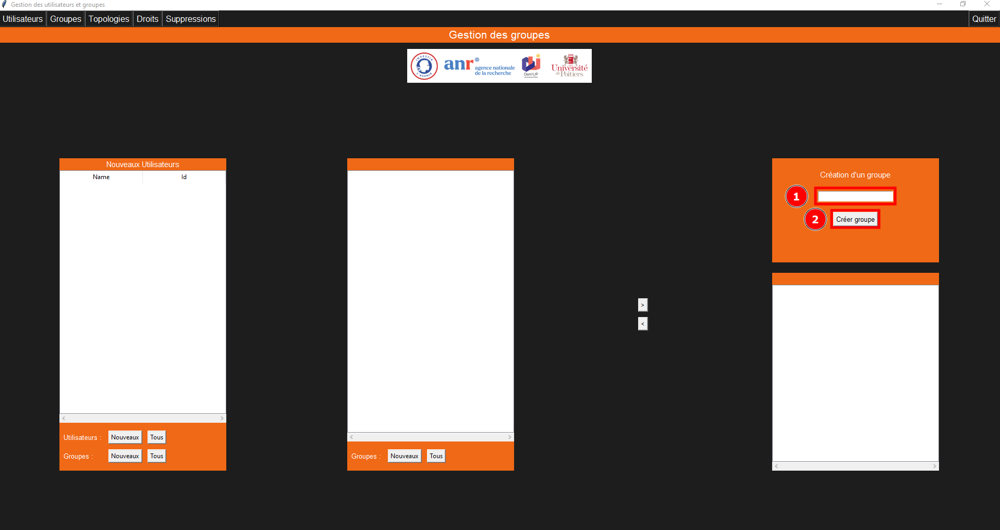 Gestion des utilisateurs et groupes
Utilisateurs Groupes Topologies Droits Suppressions Quitter
Gestion des groupes
INVESTIR L'AVENIR
anr agence nationale
de la recherche
Dem'UP
Université
de Poitiers
Nouveaux Utilisateurs
Name Id
Création d'un groupe
1
2 Créer groupe
>
<
Utilisateurs : Nouveaux Tous
Groupes : Nouveaux Tous
Groupes : Nouveaux Tous